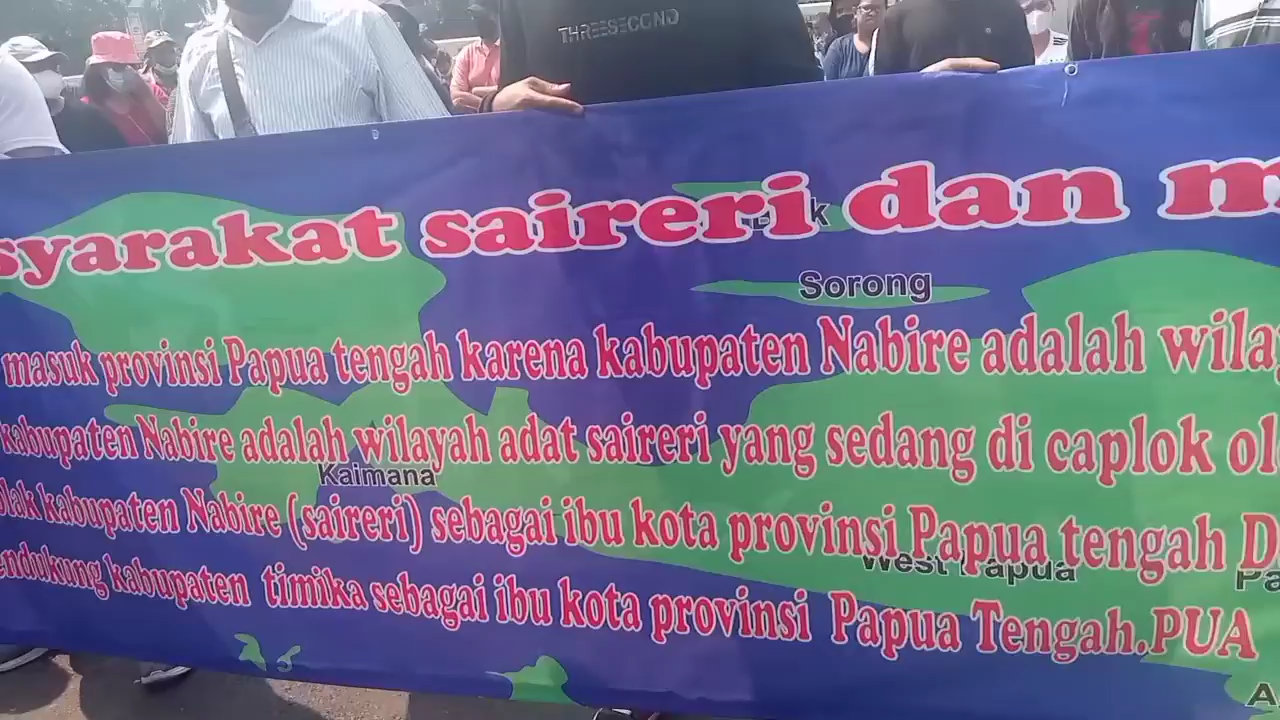 THREESECOND
syarakat saireri dan m
Sorong
masuk provinsi Papua tengah karena kabupaten Nabire adalah wila
kabupaten Nabire adalah wilayah adat saireri yang sedang di caplok ol
Kaimana
lak kabupaten Nabire (saireri) sebagai ibu kota provinsi Papua tengah D
West Papua
Pa
endukung kabupaten timika sebagai ibu kota provinsi Papua Tengah.PUA
A